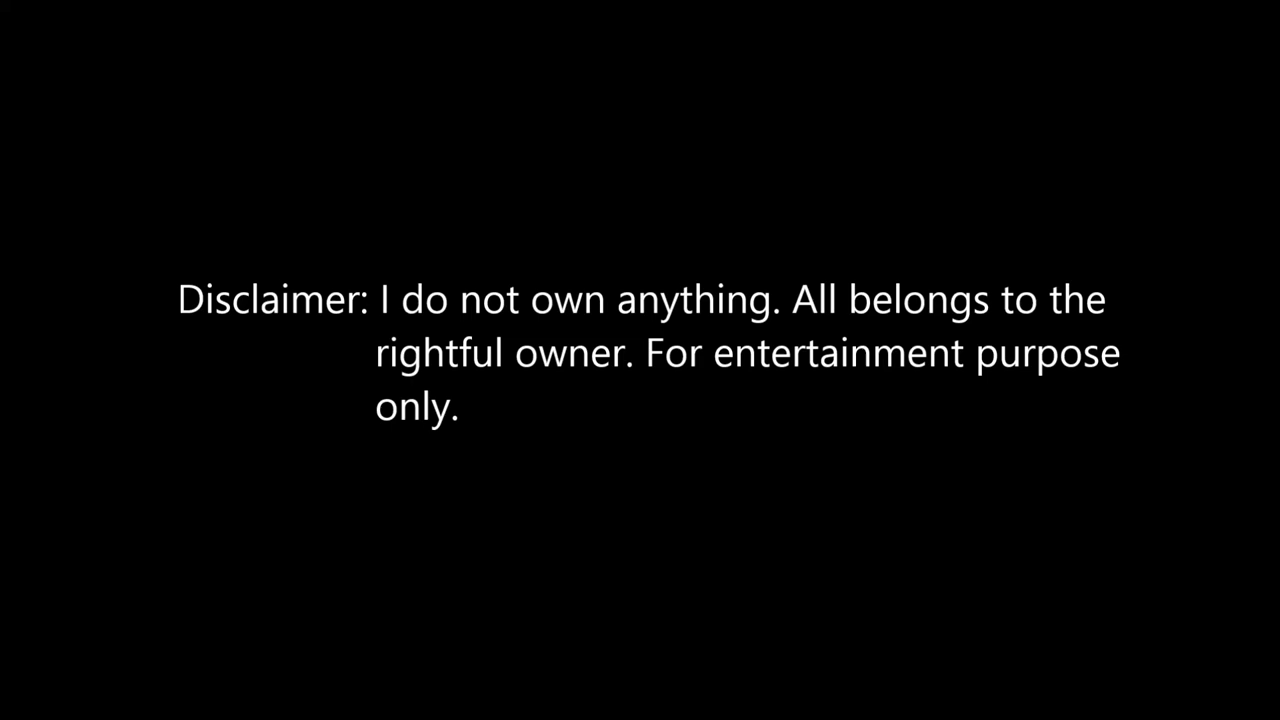 Disclaimer: I do not own anything. All belongs to the
rightful owner. For entertainment purpose
only.